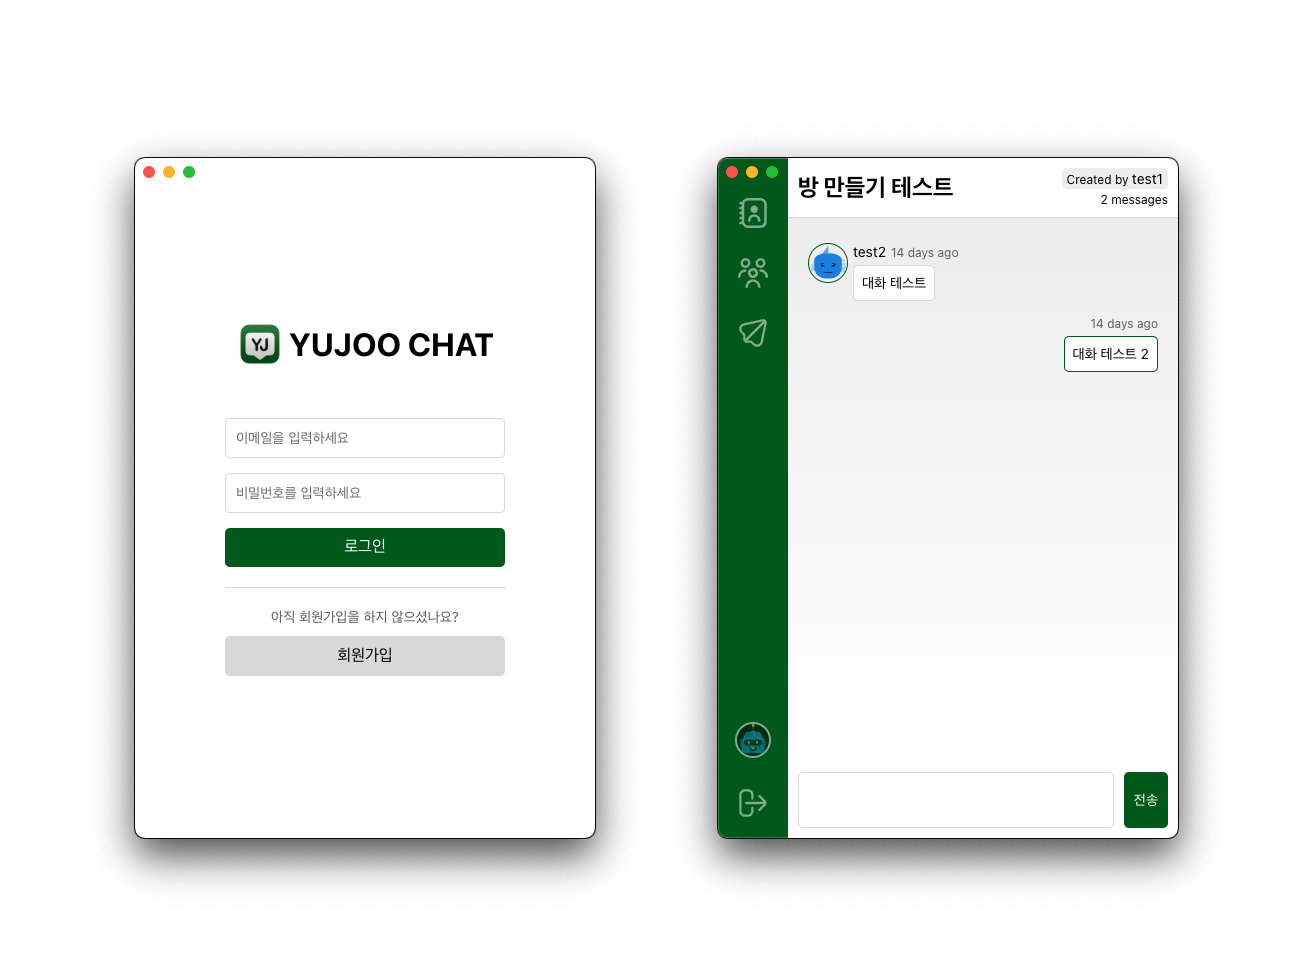 YJ YUJOO CHAT
이메일을 입력하세요
비밀번호를 입력하세요
로그인
아직 회원가입을 하지 않으셨나요?
회원가입
방 만들기 테스트
Created by test1
2 messages
test2 14 days ago
대화 테스트
14 days ago
대화 테스트 2
전송